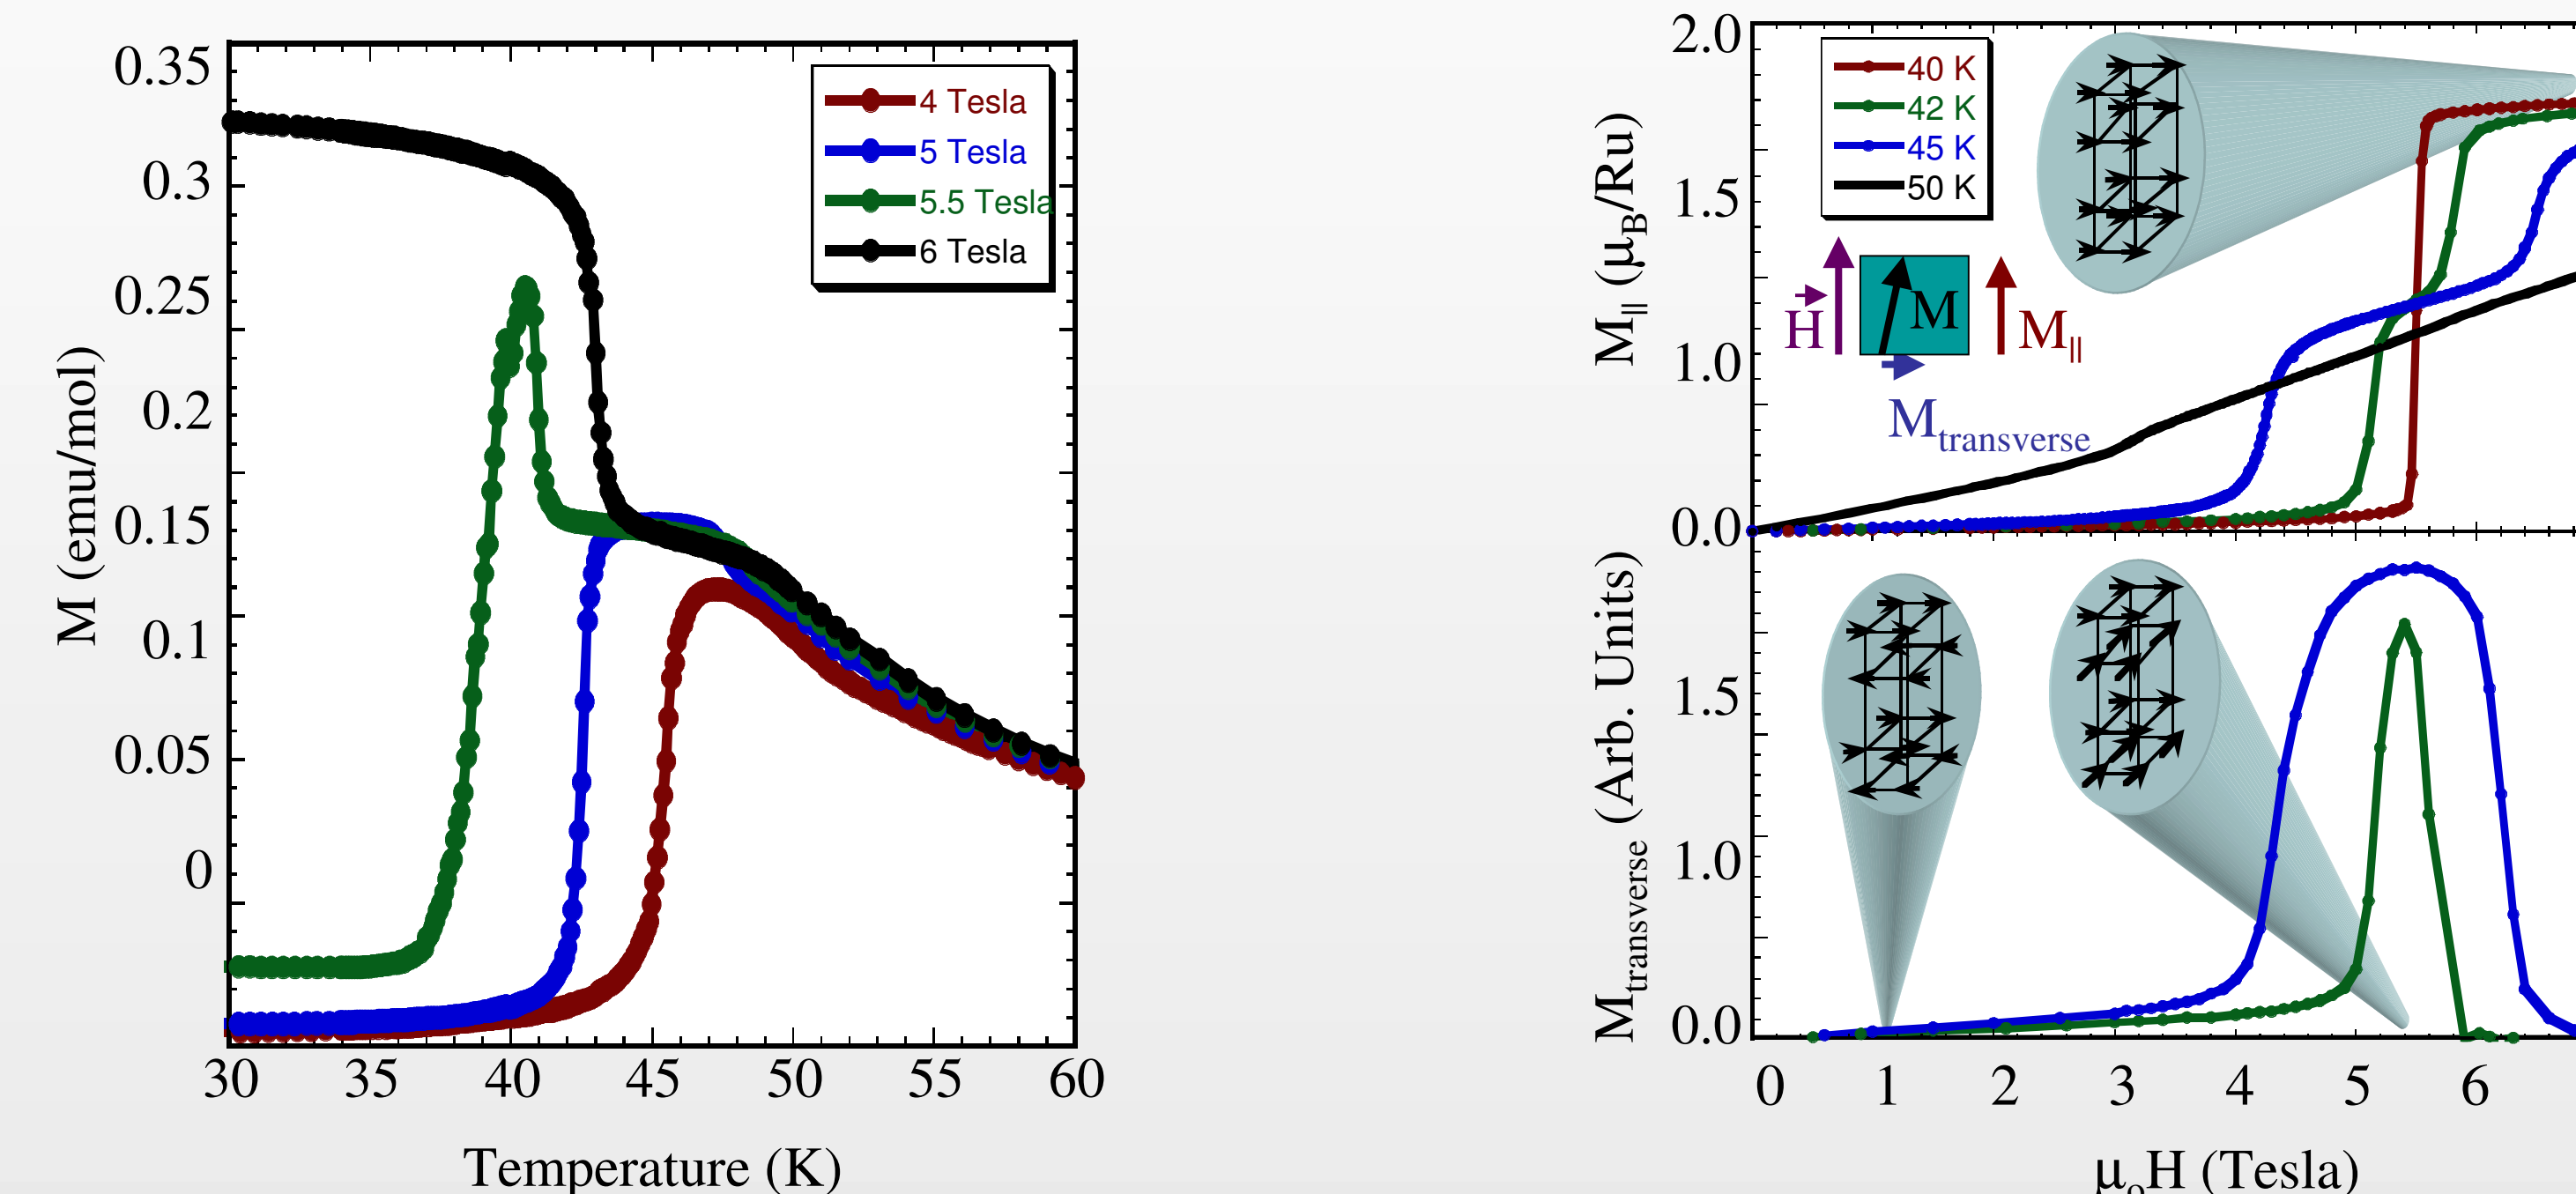 0.35
0.3
0.25
0.2
0.15
0.1
0.05
0
M (emu/mol)
4 Tesla
5 Tesla
5.5 Tesla
6 Tesla
30 35 40 45 50 55 60
Temperature (K)
2.0
1.5
1.0
0.0
M∥ (μB/Ru)
40 K
42 K
45 K
50 K
H
M
M∥
Mtransverse
1.5
1.0
0.0
Mtransverse (Arb. Units)
0 1 2 3 4 5 6
μoH (Tesla)